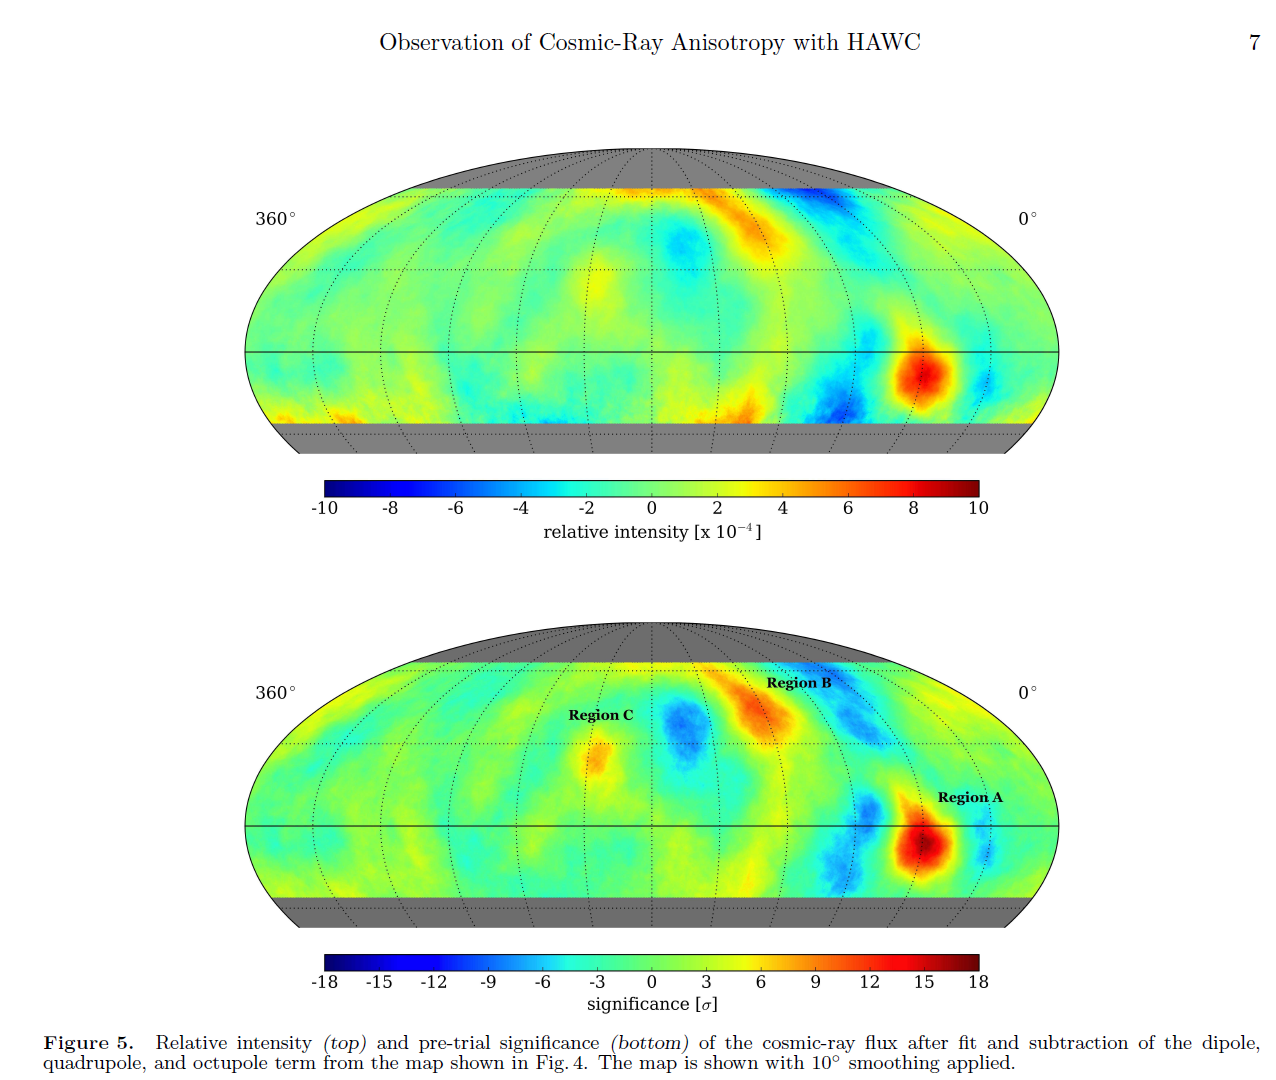 Observation of Cosmic-Ray Anisotropy with HAWC 7
360° 0°
-10 -8 -6 -4 -2 0 2 4 6 8 10
relative intensity [x 10⁻⁴]
Region B
360° 0°
Region C
Region A
-18 -15 -12 -9 -6 -3 0 3 6 9 12 15 18
significance [σ]
Figure 5. Relative intensity (top) and pre-trial significance (bottom) of the cosmic-ray flux after fit and subtraction of the dipole,
quadrupole, and octupole term from the map shown in Fig. 4. The map is shown with 10° smoothing applied.